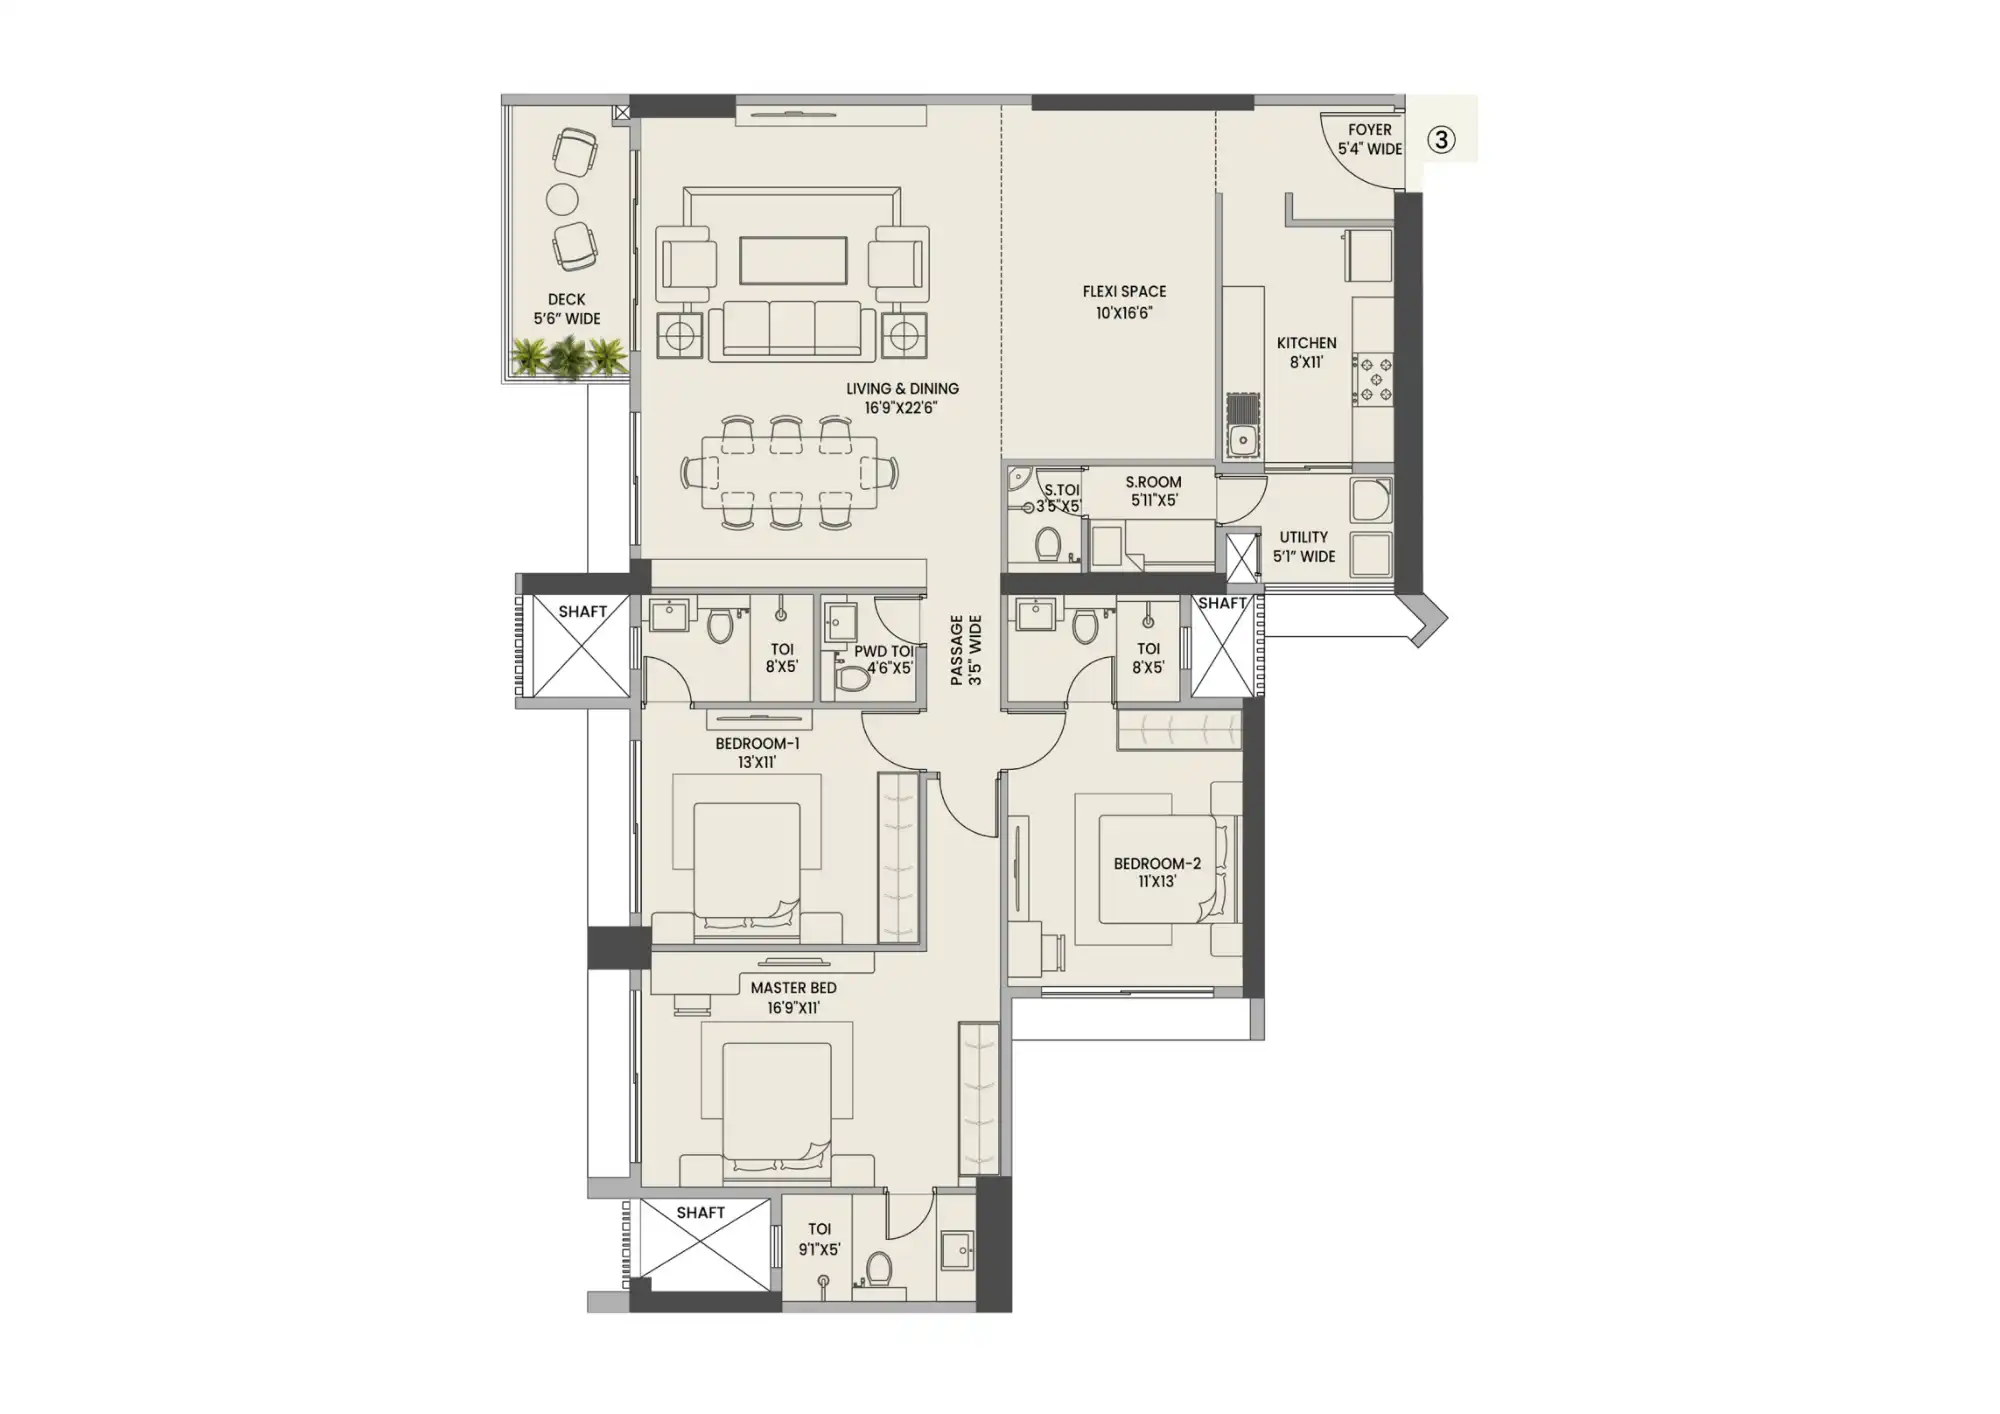 FOYER
5'4" WIDE
3
DECK
5'6" WIDE
FLEXI SPACE
10'X16'6"
KITCHEN
8'X11'
LIVING & DINING
16'9"X22'6"
S.TOI
3'5"X5'
S.ROOM
5'11"X5'
UTILITY
5'1" WIDE
SHAFT
TOI
8'X5'
PWD TOI
4'6"X5'
PASSAGE
3'5" WIDE
TOI
8'X5'
SHAFT
BEDROOM-1
13'X11'
BEDROOM-2
11'X13'
MASTER BED
16'9"X11'
SHAFT
TOI
9'1"X5'